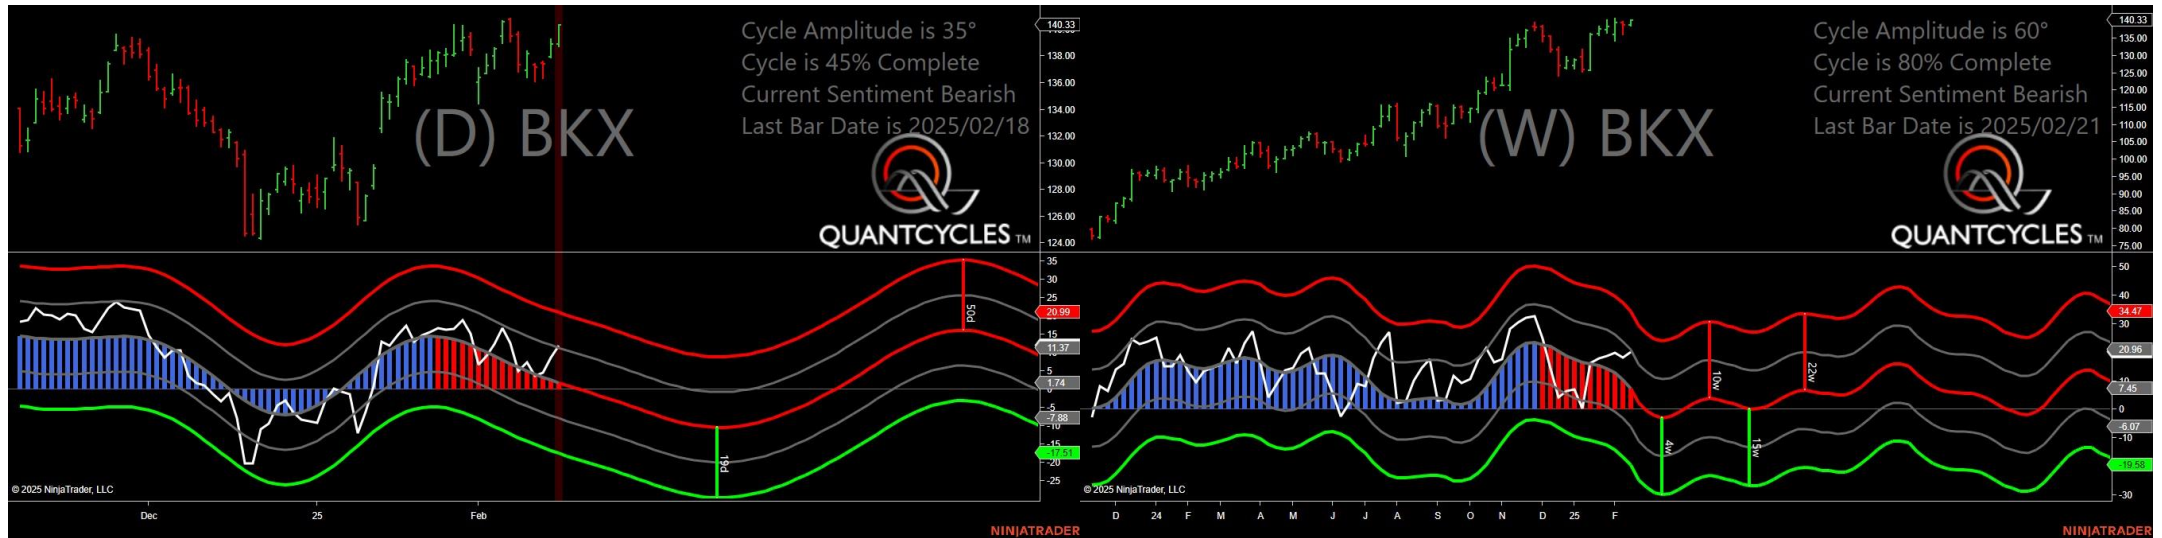 Cycle Amplitude is 35°
Cycle is 45% Complete
Current Sentiment Bearish
Last Bar Date is 2025/02/18
(D) BKX
QUANTCYCLES TM
140.33
138.00
136.00
134.00
132.00
130.00
128.00
126.00
124.00
35
30
25
20.99
15
11.37
5
1.74
-5
-7.88
-10
-17.51
-20
-25
50d
19d
© 2025 NinjaTrader, LLC
Dec
25
Feb
NINJATRADER
Cycle Amplitude is 60°
Cycle is 80% Complete
Current Sentiment Bearish
Last Bar Date is 2025/02/21
(W) BKX
QUANTCYCLES TM
140.33
135.00
130.00
125.00
120.00
115.00
110.00
105.00
100.00
95.00
90.00
85.00
80.00
75.00
50
40
34.47
30
20.96
7.45
0
-6.07
-10
-19.58
-30
10w
22w
4w
15w
© 2025 NinjaTrader, LLC
D 24 F M A M J J A S O N D 25 F
NINJATRADER